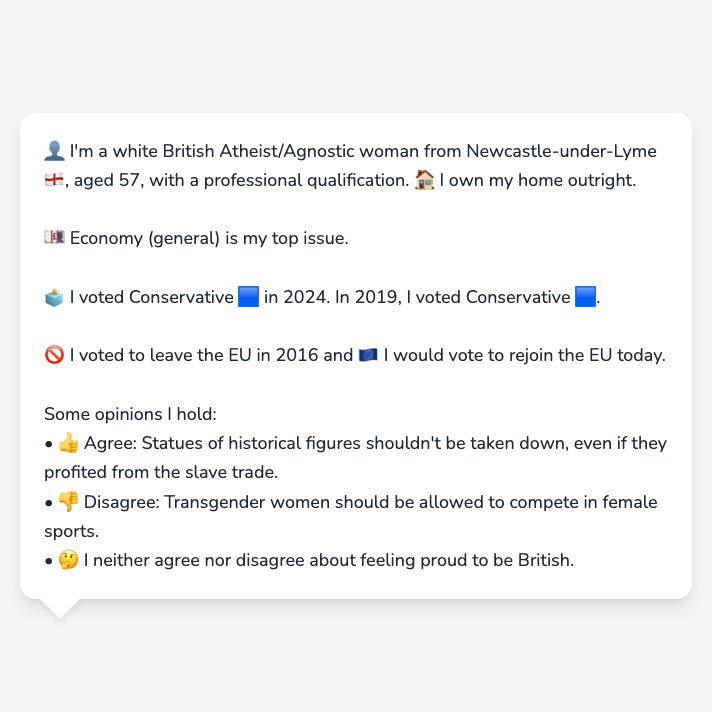 👤 I'm a white British Atheist/Agnostic woman from Newcastle-under-Lyme
🏴󠁧󠁢󠁥󠁮󠁧󠁿, aged 57, with a professional qualification. 🏠 I own my home outright.
💷 Economy (general) is my top issue.
🗳️ I voted Conservative 🟦 in 2024. In 2019, I voted Conservative 🟦.
🚫 I voted to leave the EU in 2016 and 🇪🇺 I would vote to rejoin the EU today.
Some opinions I hold:
• 👍 Agree: Statues of historical figures shouldn't be taken down, even if they
profited from the slave trade.
• 👎 Disagree: Transgender women should be allowed to compete in female
sports.
• 🤔 I neither agree nor disagree about feeling proud to be British.